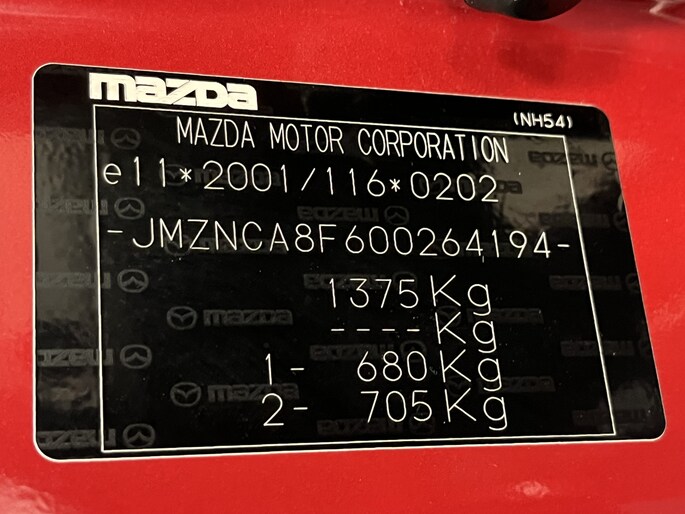 mazda
(NH54)
MAZDA MOTOR CORPORATION
e11*2001/116*0202
-JMZNCA8F600264194-
1375Kg
----Kg
1- 680Kg
2- 705Kg